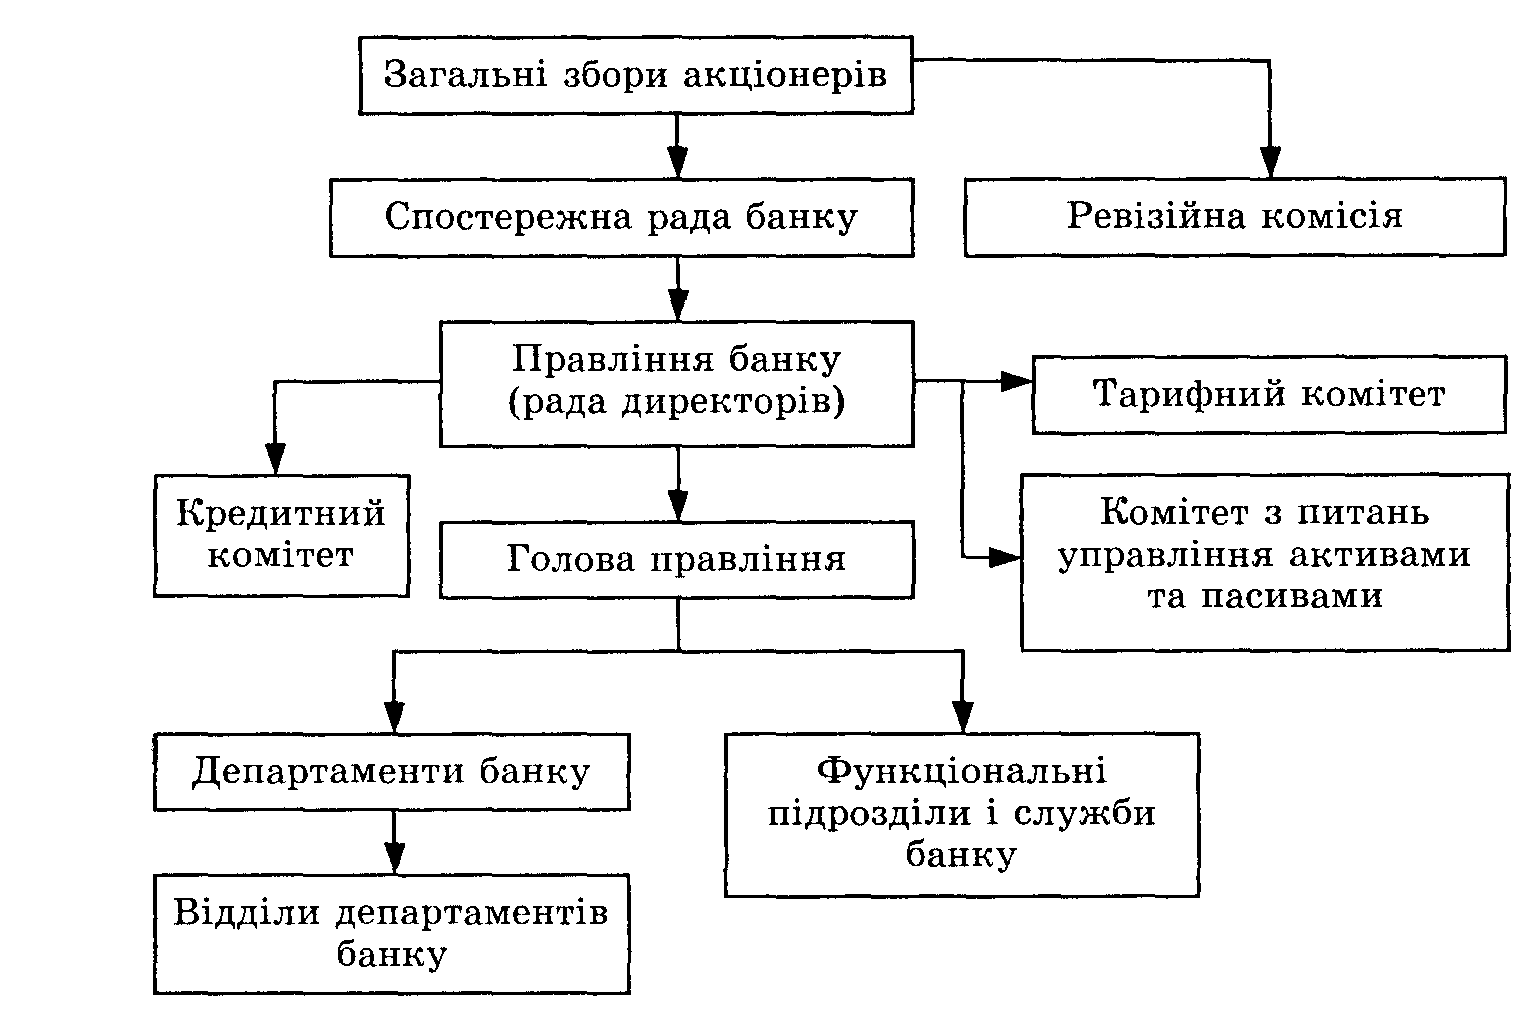 Загальні збори акціонерів
Спостережна рада банку
Ревізійна комісія
Правління банку
(рада директорів)
Тарифний комітет
Кредитний
комітет
Голова правління
Комітет з питань
управління активами
та пасивами
Департаменти банку
Функціональні
підрозділи і служби
банку
Відділи департаментів
банку